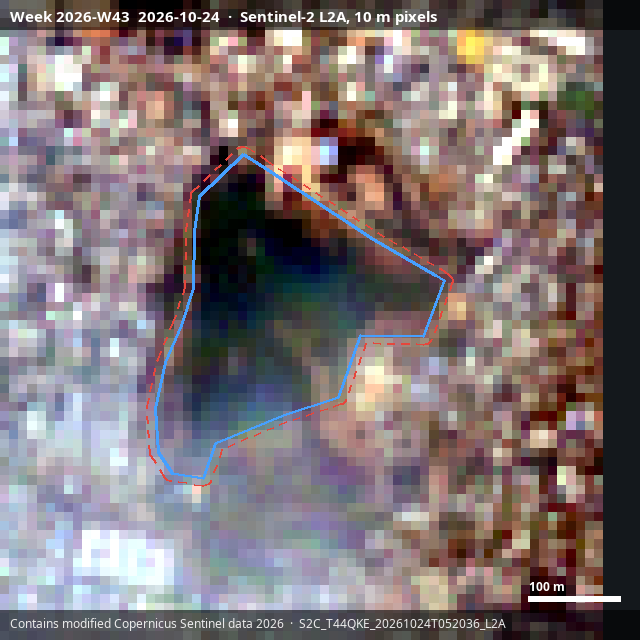 Week 2026-W43  2026-10-24  ·  Sentinel-2 L2A, 10 m pixels
100 m
Contains modified Copernicus Sentinel data 2026  ·  S2C_T44QKE_20261024T052036_L2A